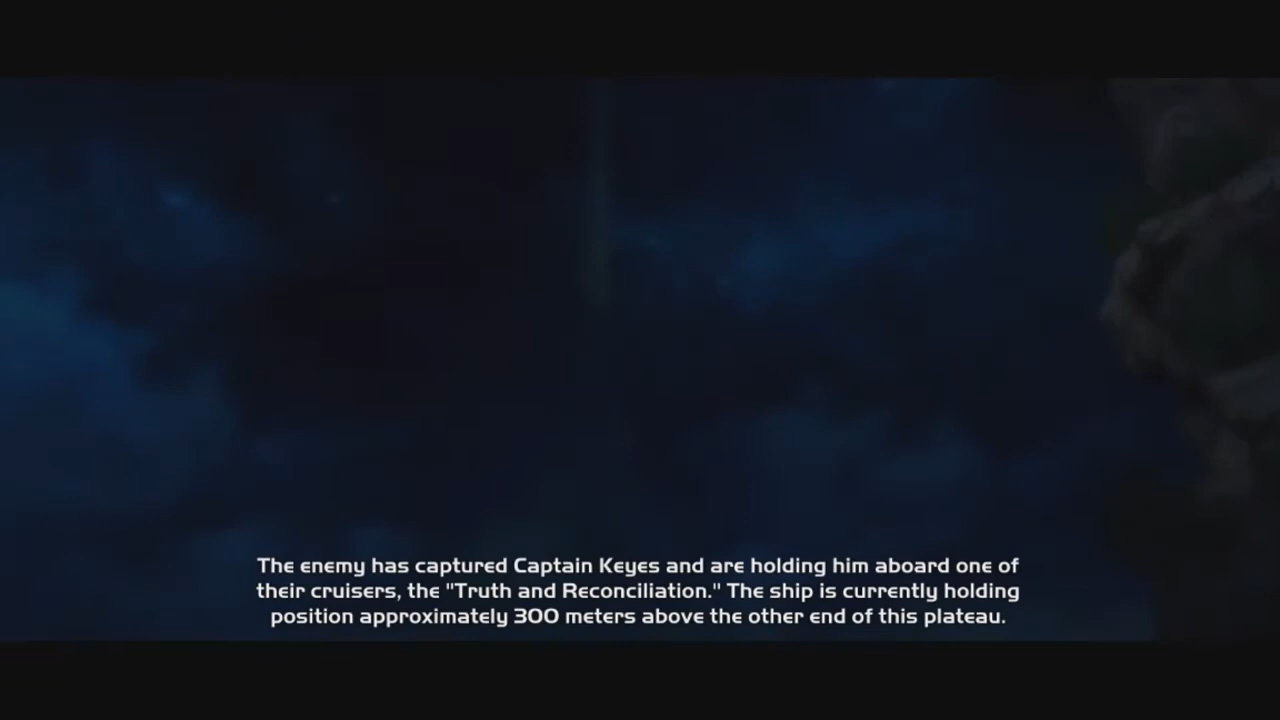 The enemy has captured Captain Keyes and are holding him aboard one of
their cruisers, the "Truth and Reconciliation." The ship is currently holding
position approximately 300 meters above the other end of this plateau.